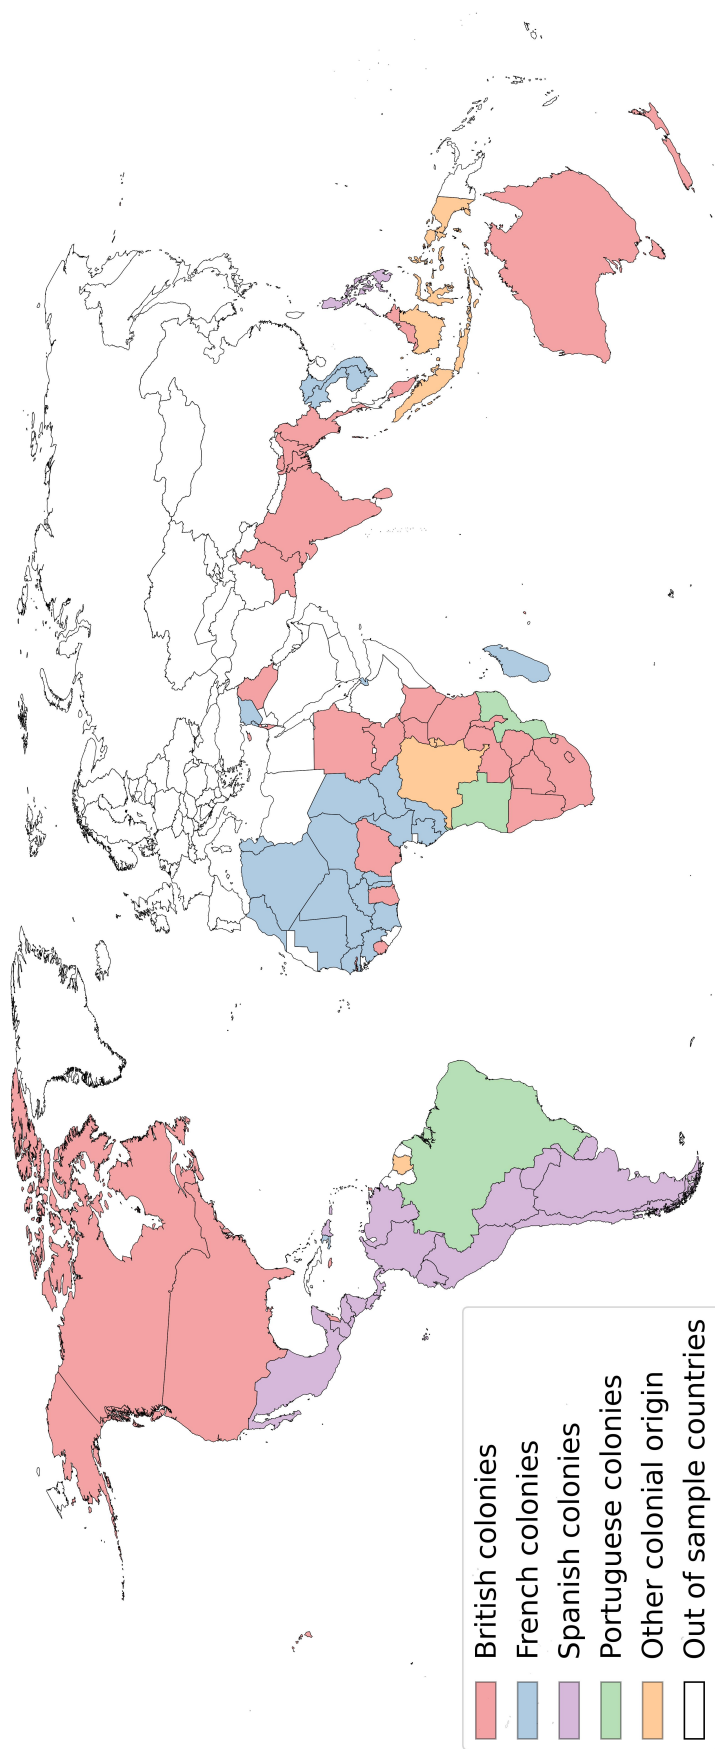 British colonies
French colonies
Spanish colonies
Portuguese colonies
Other colonial origin
Out of sample countries